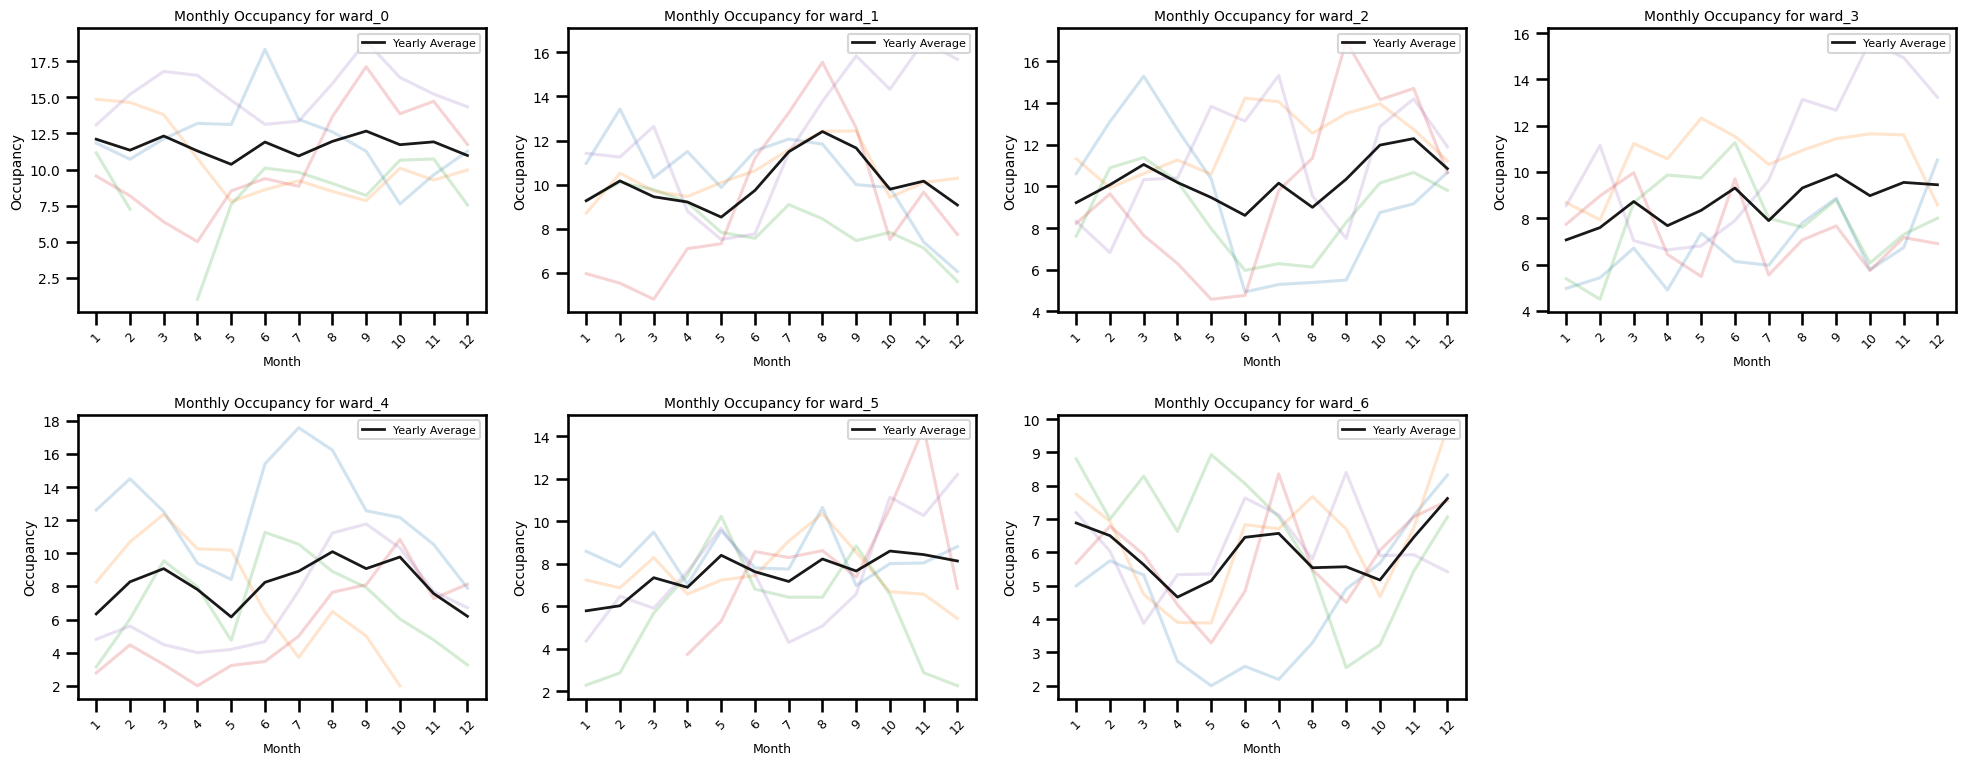 Monthly Occupancy for ward_0
Yearly Average
Occupancy
17.5
15.0
12.5
10.0
7.5
5.0
2.5
1 2 3 4 5 6 7 8 9 10 11 12
Month
Monthly Occupancy for ward_1
Yearly Average
Occupancy
16
14
12
10
8
6
1 2 3 4 5 6 7 8 9 10 11 12
Month
Monthly Occupancy for ward_2
Yearly Average
Occupancy
16
14
12
10
8
6
4
1 2 3 4 5 6 7 8 9 10 11 12
Month
Monthly Occupancy for ward_3
Yearly Average
Occupancy
16
14
12
10
8
6
4
1 2 3 4 5 6 7 8 9 10 11 12
Month
Monthly Occupancy for ward_4
Yearly Average
Occupancy
18
16
14
12
10
8
6
4
2
1 2 3 4 5 6 7 8 9 10 11 12
Month
Monthly Occupancy for ward_5
Yearly Average
Occupancy
14
12
10
8
6
4
2
1 2 3 4 5 6 7 8 9 10 11 12
Month
Monthly Occupancy for ward_6
Yearly Average
Occupancy
10
9
8
7
6
5
4
3
2
1 2 3 4 5 6 7 8 9 10 11 12
Month